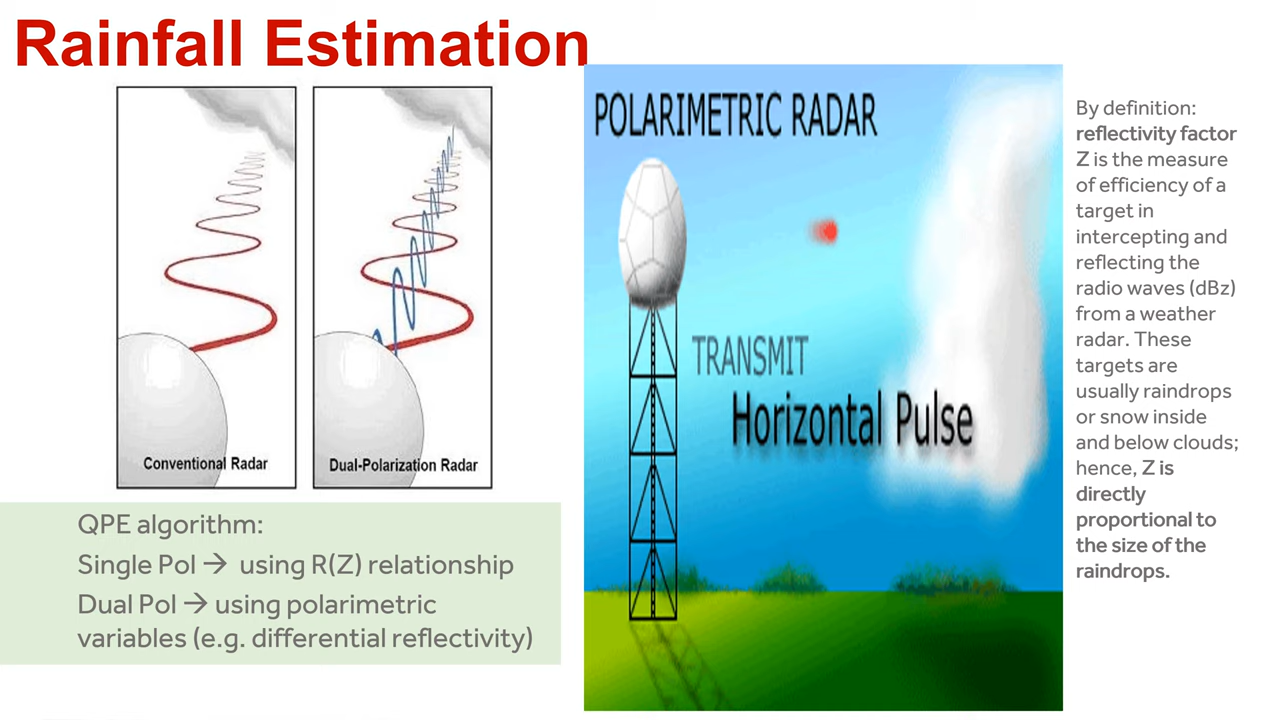 Rainfall Estimation
Conventional Radar
Dual-Polarization Radar
QPE algorithm:
Single Pol → using R(Z) relationship
Dual Pol → using polarimetric
variables (e.g. differential reflectivity)
POLARIMETRIC RADAR
TRANSMIT
Horizontal Pulse
By definition:
reflectivity factor
Z is the measure
of efficiency of a
target in
intercepting and
reflecting the
radio waves (dBz)
from a weather
radar. These
targets are
usually raindrops
or snow inside
and below clouds;
hence, Z is
directly
proportional to
the size of the
raindrops.